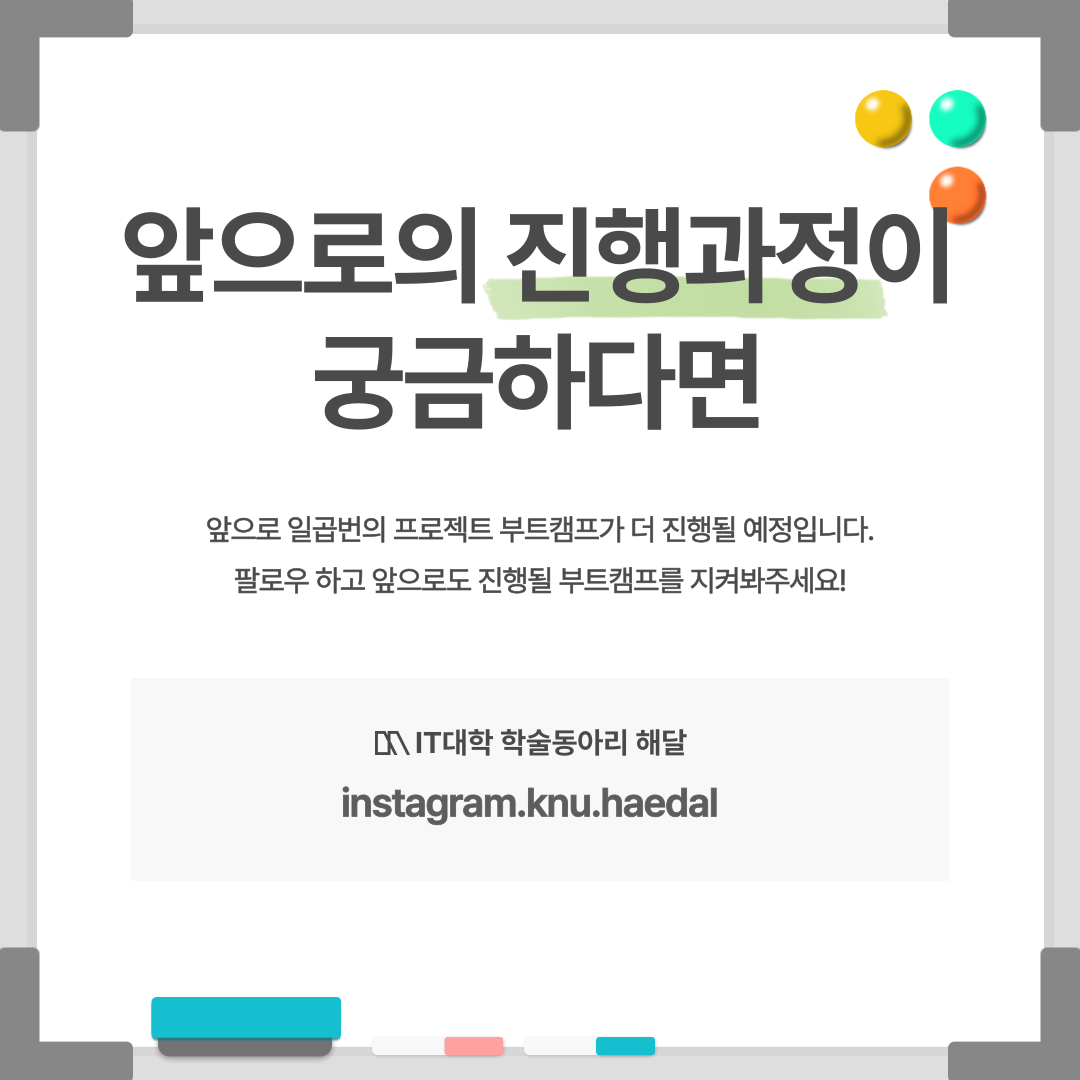 앞으로의 진행과정이
궁금하다면
앞으로 일곱번의 프로젝트 부트캠프가 더 진행될 예정입니다.
팔로우 하고 앞으로도 진행될 부트캠프를 지켜봐주세요!
IT대학 학술동아리 해달
instagram.knu.haedal